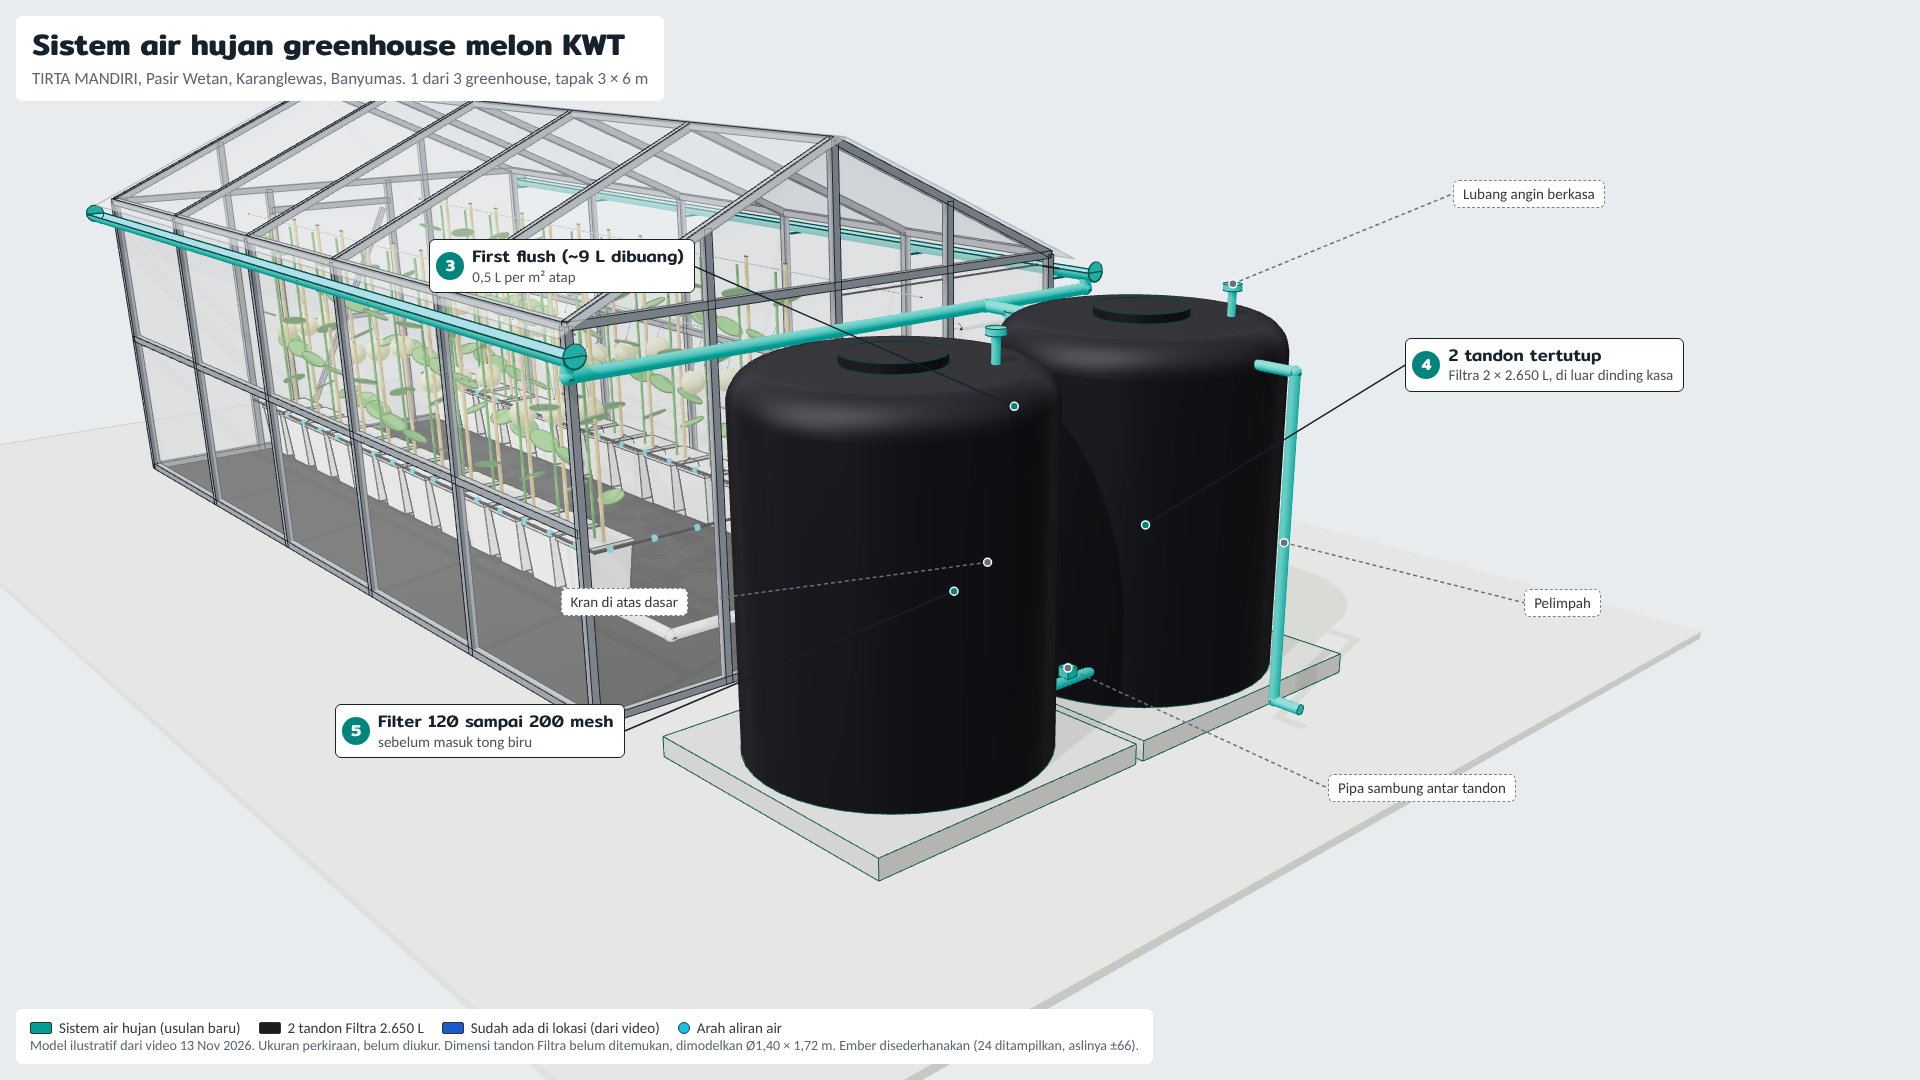 Sistem air hujan greenhouse melon KWT
TIRTA MANDIRI, Pasir Wetan, Karanglewas, Banyumas. 1 dari 3 greenhouse, tapak 3 × 6 m
Lubang angin berkasa
3
First flush (~9 L dibuang)
0,5 L per m² atap
4
2 tandon tertutup
Filtra 2 × 2.650 L, di luar dinding kasa
Kran di atas dasar
Pelimpah
5
Filter 120 sampai 200 mesh
sebelum masuk tong biru
Pipa sambung antar tandon
Sistem air hujan (usulan baru)
2 tandon Filtra 2.650 L
Sudah ada di lokasi (dari video)
Arah aliran air
Model ilustratif dari video 13 Nov 2026. Ukuran perkiraan, belum diukur. Dimensi tandon Filtra belum ditemukan, dimodelkan Ø1,40 × 1,72 m. Ember disederhanakan (24 ditampilkan, aslinya ±66).